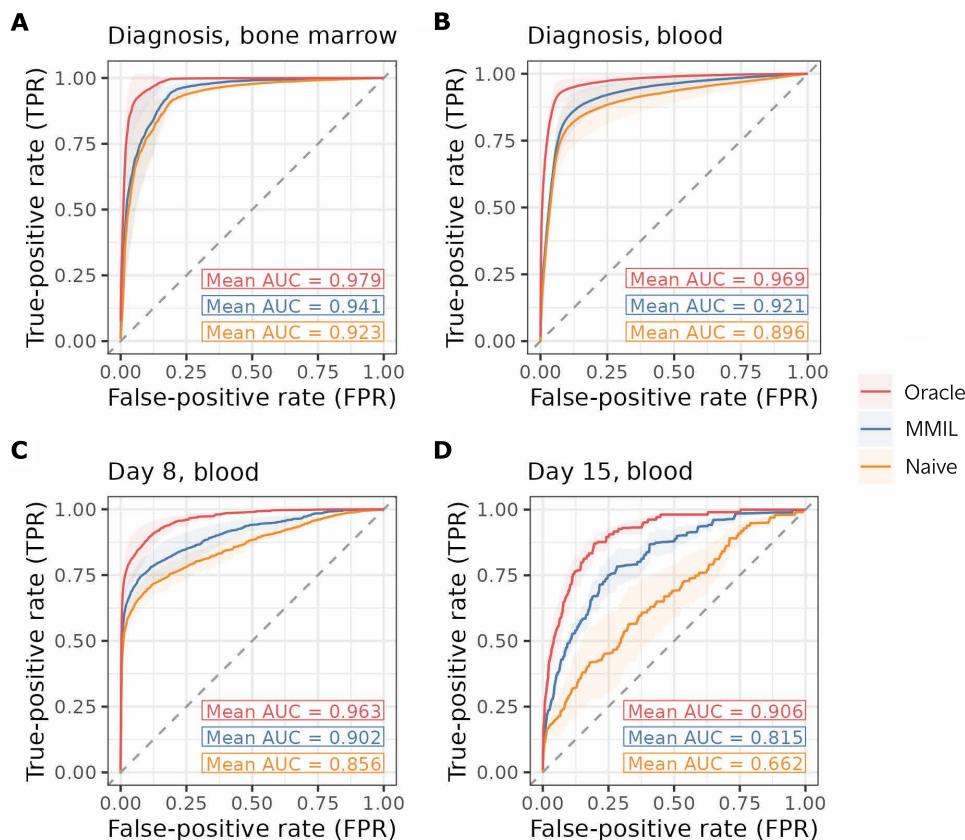 A
Diagnosis, bone marrow
True-positive rate (TPR)
1.00
0.75
0.50
0.25
0.00
Mean AUC = 0.979
Mean AUC = 0.941
Mean AUC = 0.923
0.00 0.25 0.50 0.75 1.00
False-positive rate (FPR)
B
Diagnosis, blood
True-positive rate (TPR)
1.00
0.75
0.50
0.25
0.00
Mean AUC = 0.969
Mean AUC = 0.921
Mean AUC = 0.896
0.00 0.25 0.50 0.75 1.00
False-positive rate (FPR)
Oracle
MMIL
Naive
C
Day 8, blood
True-positive rate (TPR)
1.00
0.75
0.50
0.25
0.00
Mean AUC = 0.963
Mean AUC = 0.902
Mean AUC = 0.856
0.00 0.25 0.50 0.75 1.00
False-positive rate (FPR)
D
Day 15, blood
True-positive rate (TPR)
1.00
0.75
0.50
0.25
0.00
Mean AUC = 0.906
Mean AUC = 0.815
Mean AUC = 0.662
0.00 0.25 0.50 0.75 1.00
False-positive rate (FPR)